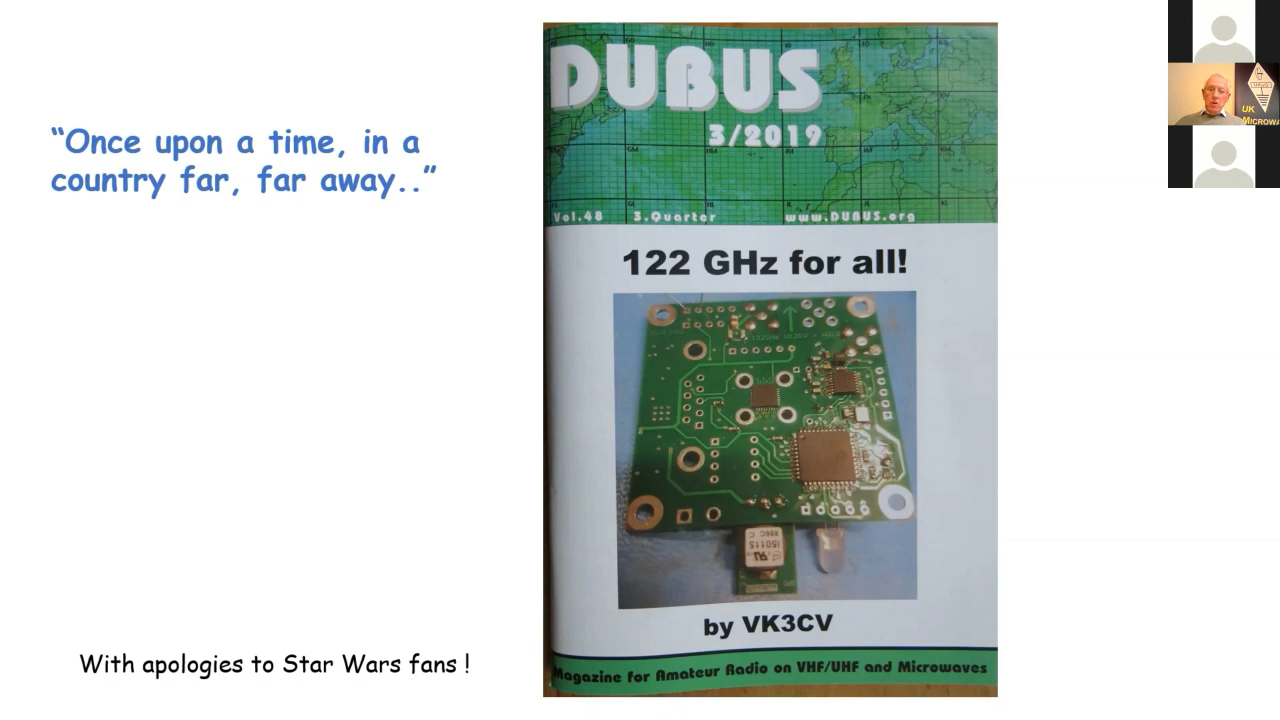 “Once upon a time, in a
country far, far away..”
With apologies to Star Wars fans !
DUBUS
3/2019
Vol.48 3.Quarter www.DUBUS.org
122 GHz for all!
by VK3CV
Magazine for Amateur Radio on VHF/UHF and Microwaves
UK
MICROWA